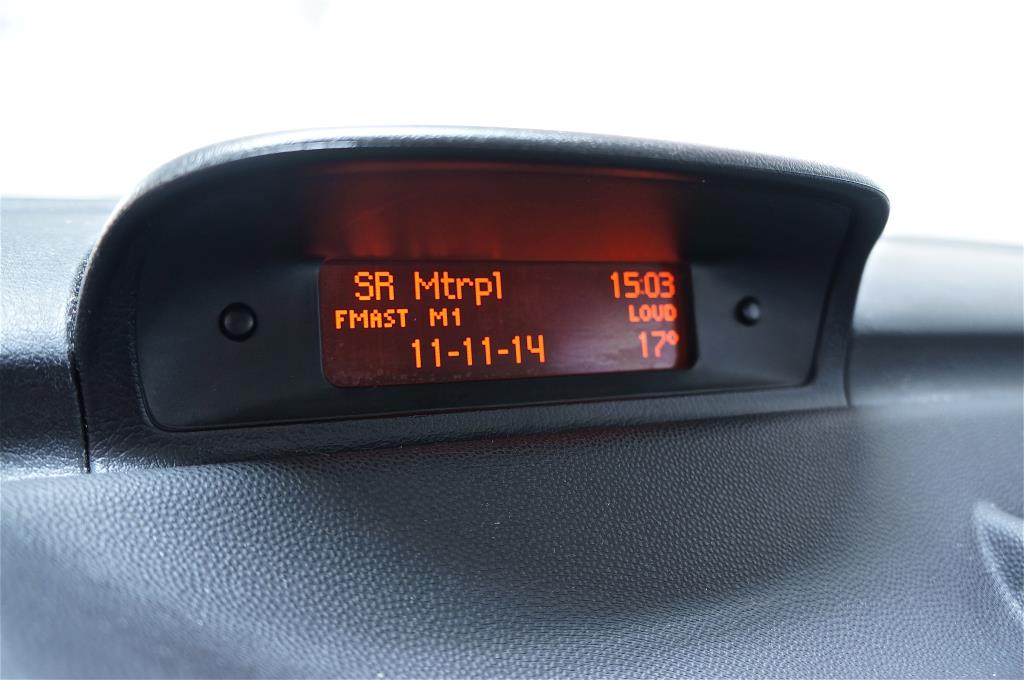 SR Mtrpl 15:03
FMAST M1 LOUD
11-11-14 17°